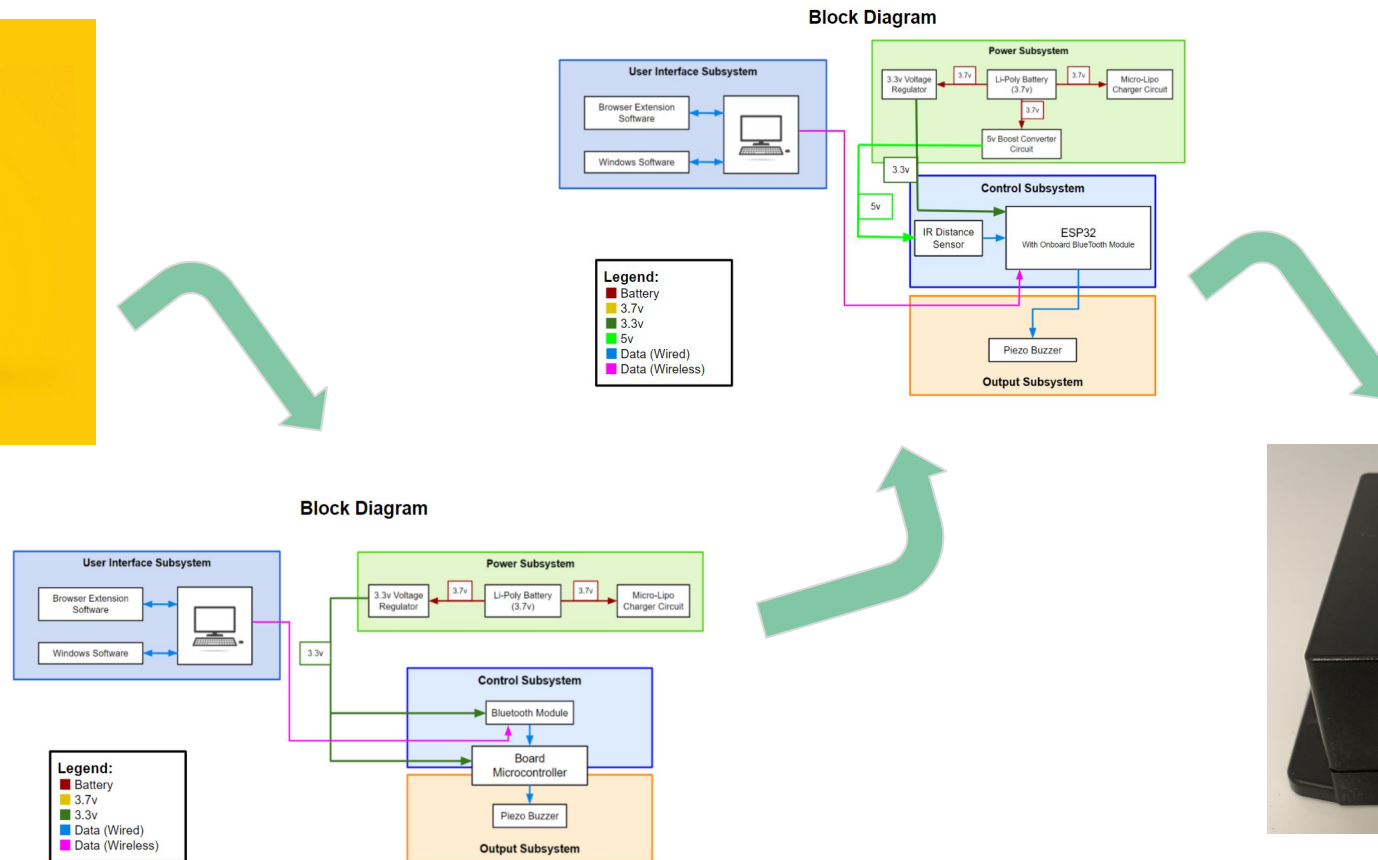 Block Diagram
User Interface Subsystem
Browser Extension
Software
Windows Software
Power Subsystem
3.3v Voltage
Regulator
3.7v
Li-Poly Battery
(3.7v)
3.7v
Micro-Lipo
Charger Circuit
3.7v
5v Boost Converter
Circuit
3.3v
5v
Control Subsystem
IR Distance
Sensor
ESP32
With Onboard BlueTooth Module
Piezo Buzzer
Output Subsystem
Legend:
Battery
3.7v
3.3v
5v
Data (Wired)
Data (Wireless)
Block Diagram
User Interface Subsystem
Browser Extension
Software
Windows Software
Power Subsystem
3.3v Voltage
Regulator
3.7v
Li-Poly Battery
(3.7v)
3.7v
Micro-Lipo
Charger Circuit
3.3v
Control Subsystem
Bluetooth Module
Board
Microcontroller
Piezo Buzzer
Output Subsystem
Legend:
Battery
3.7v
3.3v
Data (Wired)
Data (Wireless)